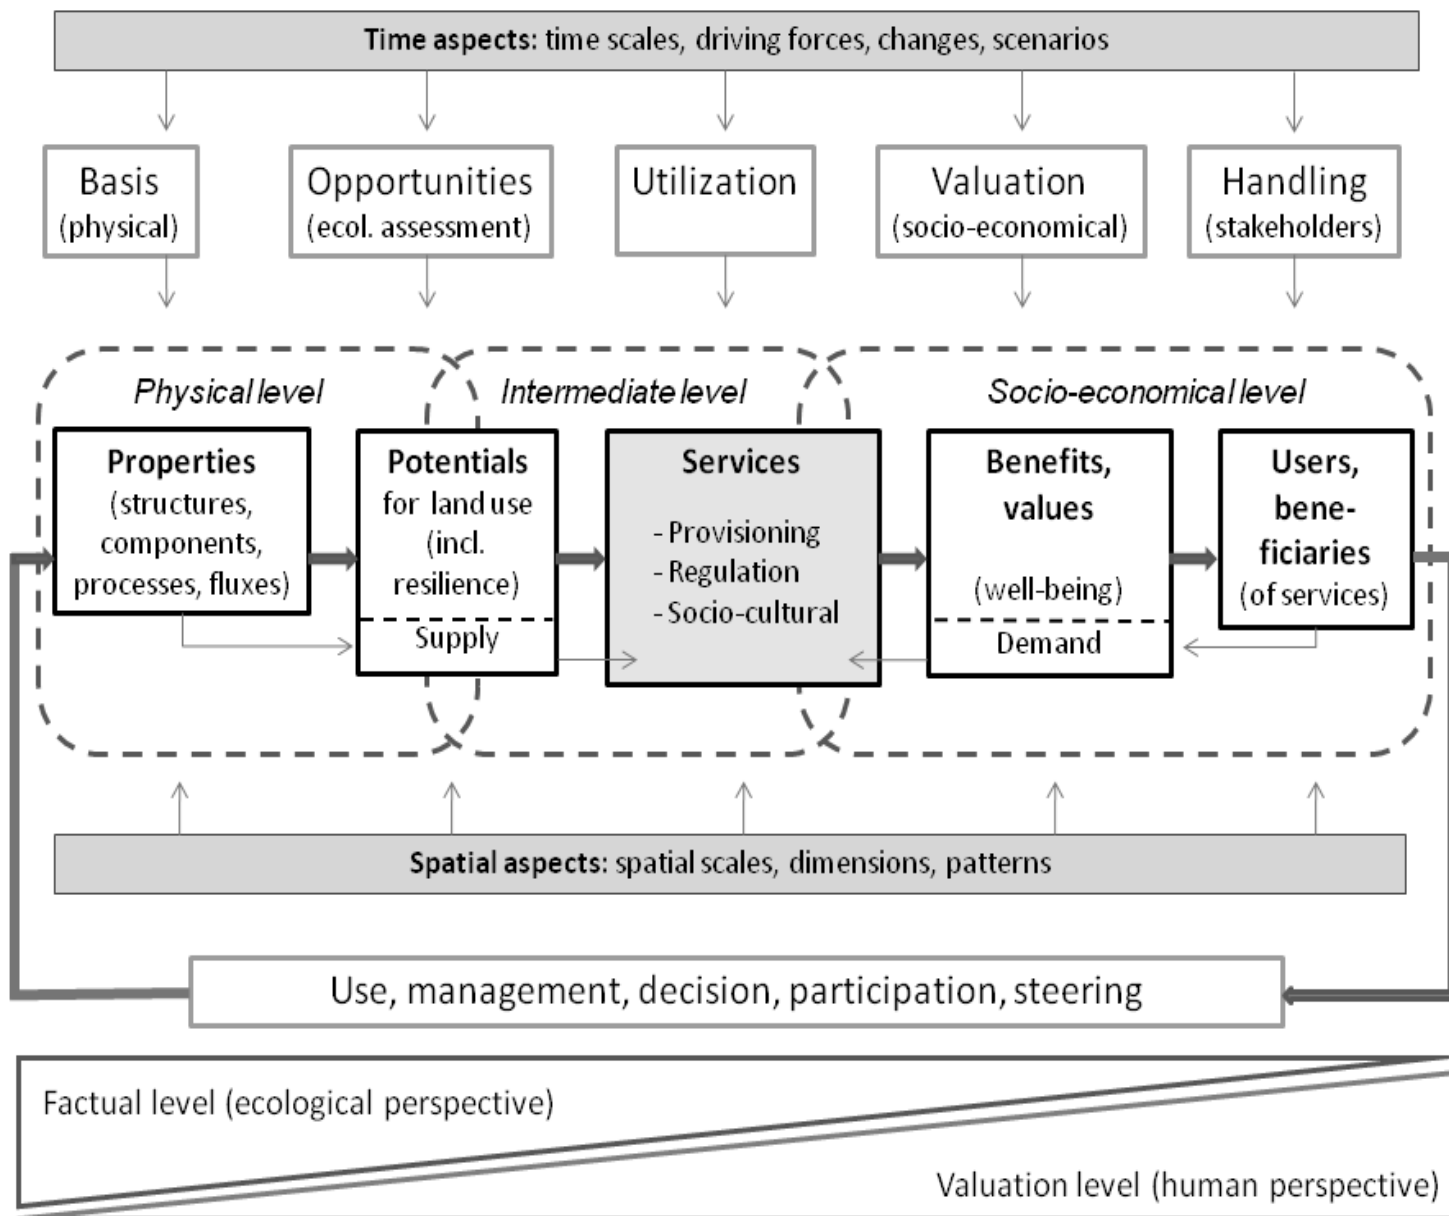 Time aspects: time scales, driving forces, changes, scenarios
Basis
(physical)
Opportunities
(ecol. assessment)
Utilization
Valuation
(socio-economical)
Handling
(stakeholders)
Physical level
Intermediate level
Socio-economical level
Properties
(structures,
components,
processes, fluxes)
Potentials
for land use
(incl.
resilience)
Supply
Services
- Provisioning
- Regulation
- Socio-cultural
Benefits,
values
(well-being)
Demand
Users,
bene-
ficiaries
(of services)
Spatial aspects: spatial scales, dimensions, patterns
Use, management, decision, participation, steering
Factual level (ecological perspective)
Valuation level (human perspective)